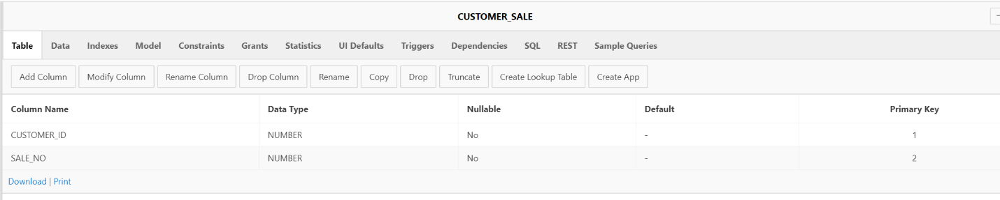 CUSTOMER_SALE
Table Data Indexes Model Constraints Grants Statistics UI Defaults Triggers Dependencies SQL REST Sample Queries
Add Column Modify Column Rename Column Drop Column Rename Copy Drop Truncate Create Lookup Table Create App
Column Name Data Type Nullable Default Primary Key
CUSTOMER_ID NUMBER No - 1
SALE_NO NUMBER No - 2
Download | Print